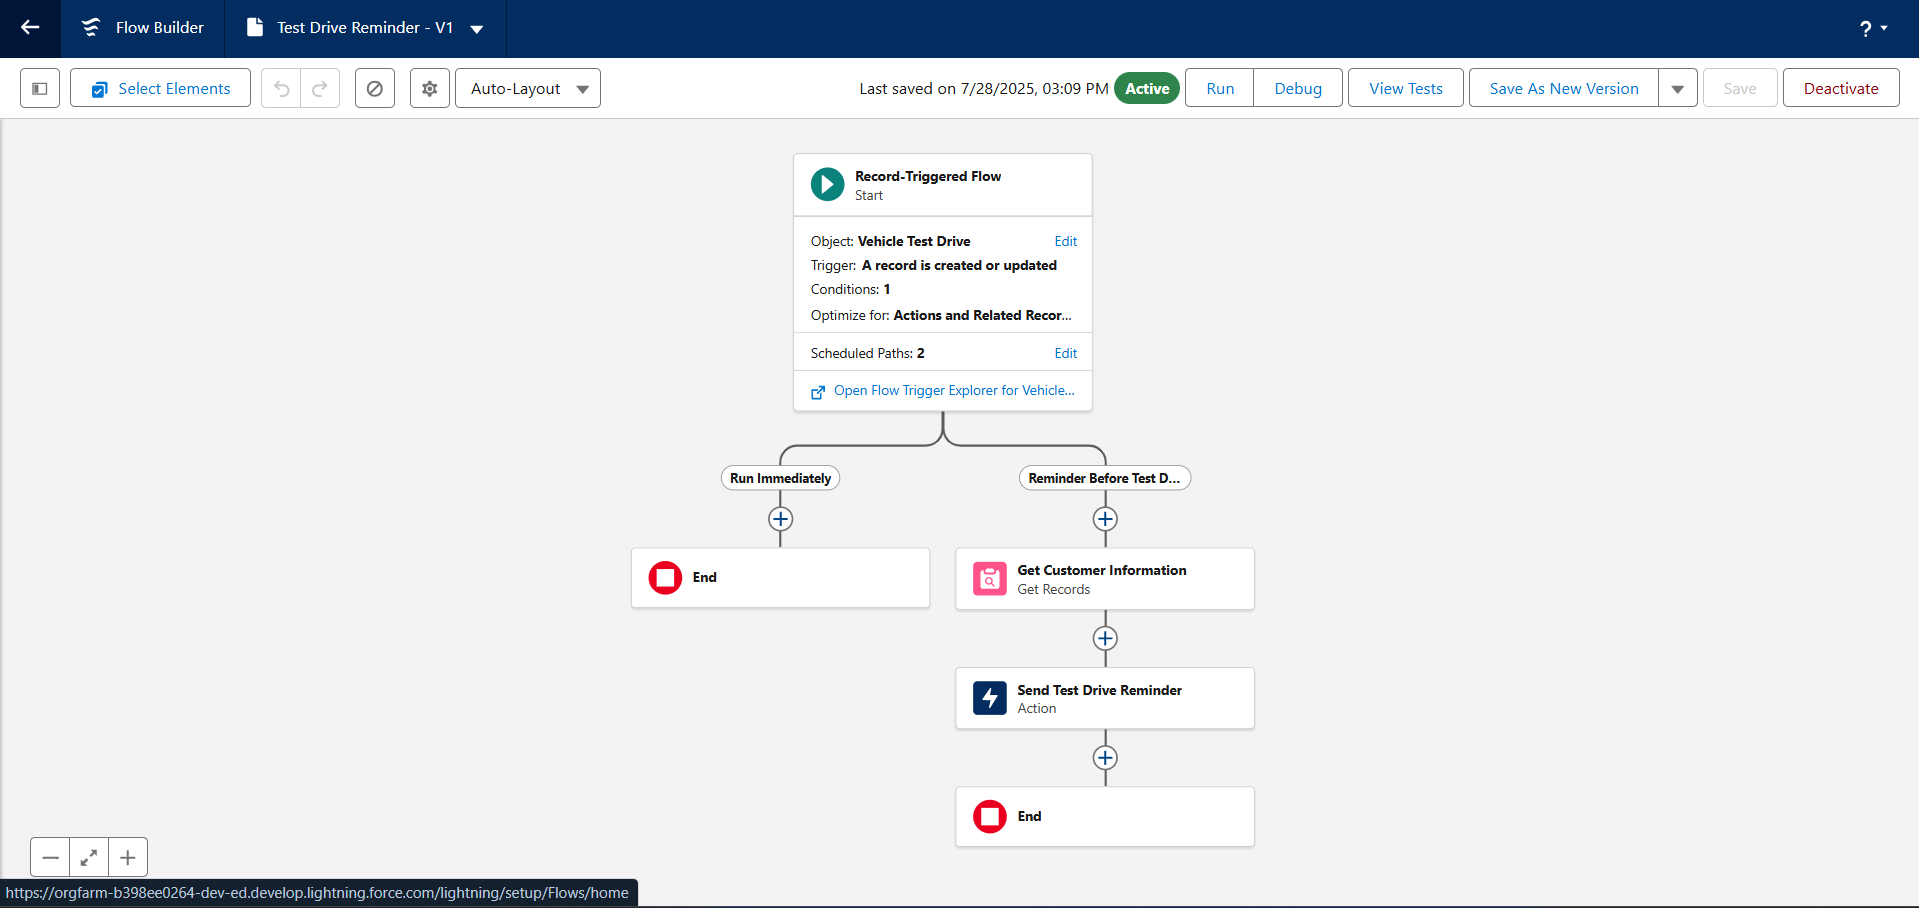 Flow Builder
Test Drive Reminder - V1
?
Select Elements
Auto-Layout
Last saved on 7/28/2025, 03:09 PM
Active
Run
Debug
View Tests
Save As New Version
Save
Deactivate
Record-Triggered Flow
Start
Object: Vehicle Test Drive
Edit
Trigger: A record is created or updated
Conditions: 1
Optimize for: Actions and Related Recor...
Scheduled Paths: 2
Edit
Open Flow Trigger Explorer for Vehicle...
Run Immediately
Reminder Before Test D...
End
Get Customer Information
Get Records
Send Test Drive Reminder
Action
End
https://orgfarm-b398ee0264-dev-ed.develop.lightning.force.com/lightning/setup/Flows/home